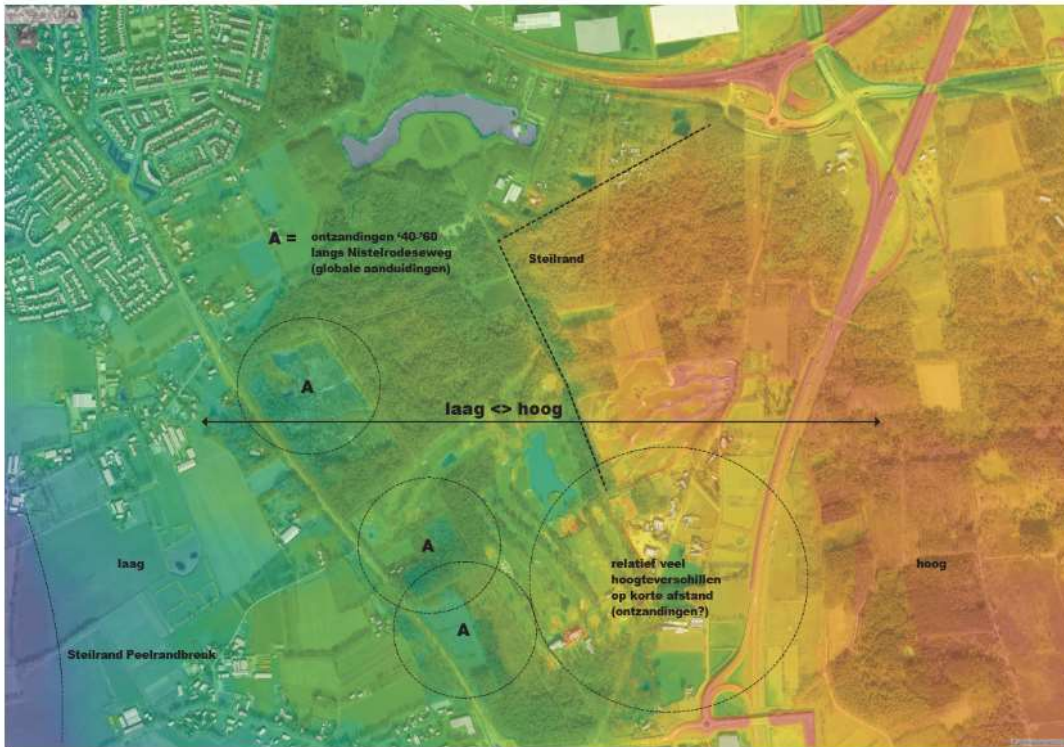 A =
ontzandingen ‘40-’60
langs Nistelrodeseweg
(globale aanduidingen)
Steilrand
A
laag <> hoog
A
relatief veel
hoogteverschillen
op korte afstand
(ontzandingen?)
laag
hoog
A
Steilrand Peelrandbreuk